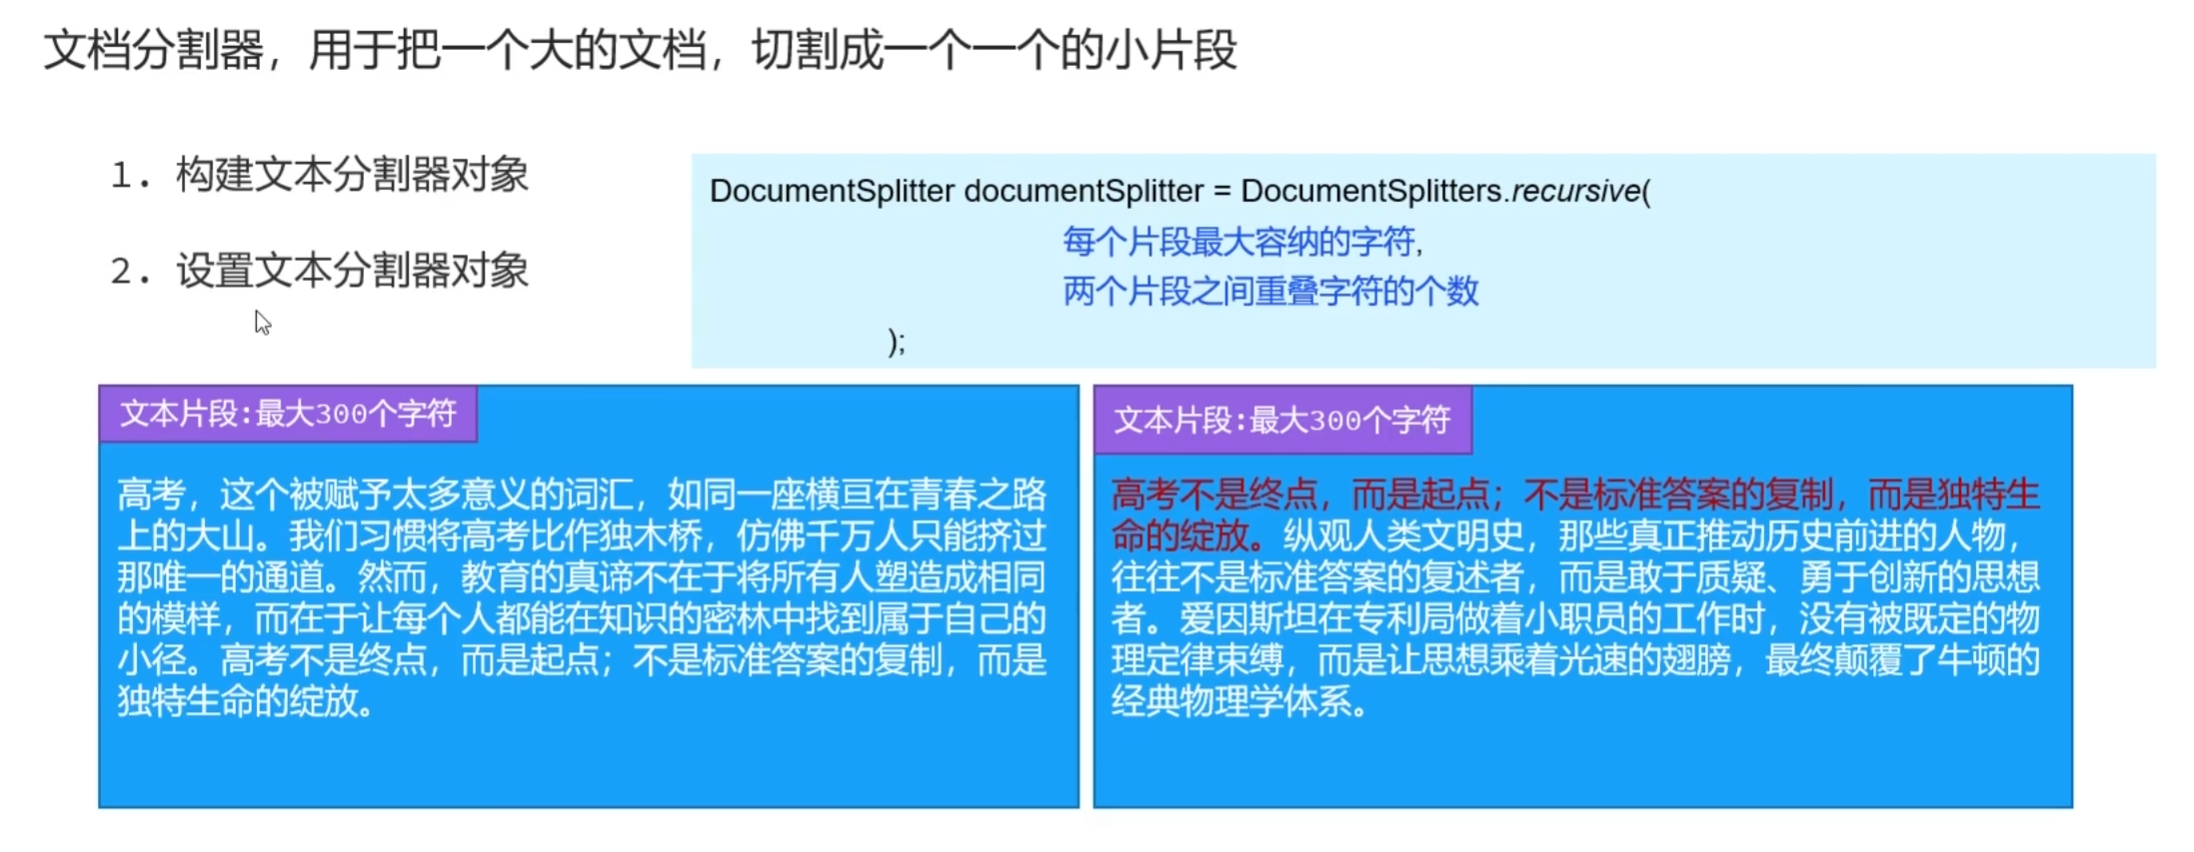 文档分割器，用于把一个大的文档，切割成一个一个的小片段
1. 构建文本分割器对象
2. 设置文本分割器对象
DocumentSplitter documentSplitter = DocumentSplitters.recursive(
每个片段最大容纳的字符,
两个片段之间重叠字符的个数
);
文本片段:最大300个字符
高考，这个被赋予太多意义的词汇，如同一座横亘在青春之路
上的大山。我们习惯将高考比作独木桥，仿佛千万人只能挤过
那唯一的通道。然而，教育的真谛不在于将所有人塑造成相同
的模样，而在于让每个人都能在知识的密林中找到属于自己的
小径。高考不是终点，而是起点；不是标准答案的复制，而是
独特生命的绽放。
文本片段:最大300个字符
高考不是终点，而是起点；不是标准答案的复制，而是独特生
命的绽放。纵观人类文明史，那些真正推动历史前进的人物，
往往不是标准答案的复述者，而是敢于质疑、勇于创新的思想
者。爱因斯坦在专利局做着小职员的工作时，没有被既定的物
理定律束缚，而是让思想乘着光速的翅膀，最终颠覆了牛顿的
经典物理学体系。